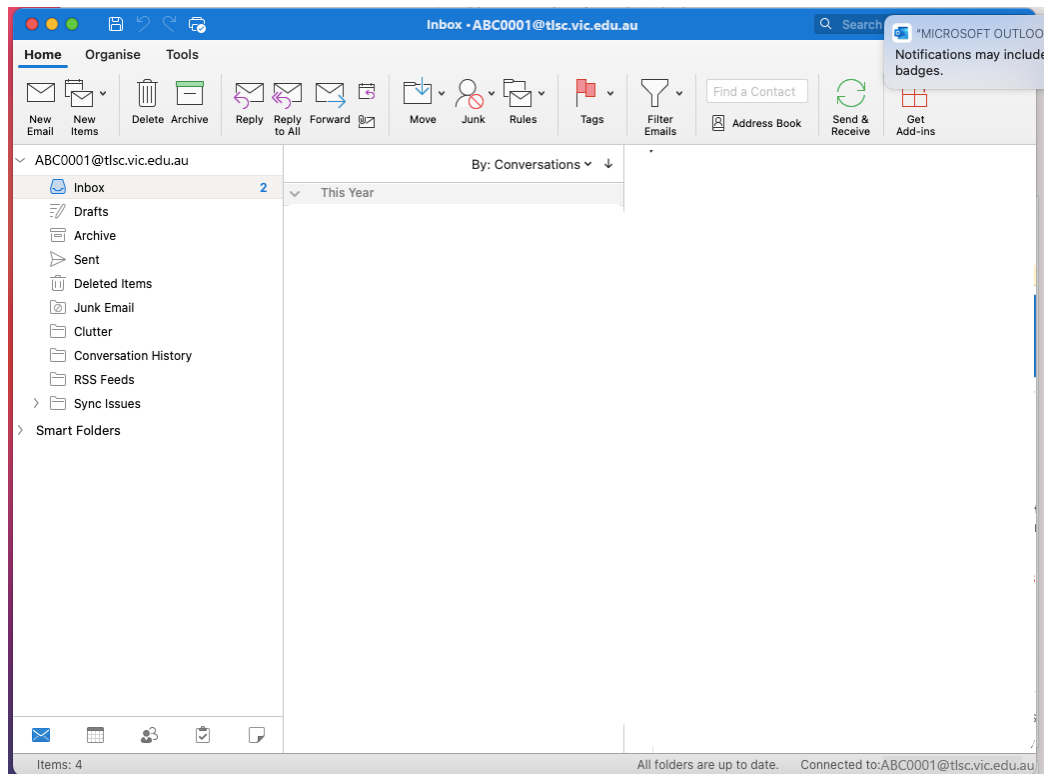 Inbox • ABC0001@tlsc.vic.edu.au
Search
"MICROSOFT OUTLOO
Notifications may include
badges.
Home Organise Tools
New Email
New Items
Delete
Archive
Reply
Reply to All
Forward
Move
Junk
Rules
Tags
Filter Emails
Find a Contact
Address Book
Send & Receive
Get Add-ins
ABC0001@tlsc.vic.edu.au
By: Conversations
Inbox 2
This Year
Drafts
Archive
Sent
Deleted Items
Junk Email
Clutter
Conversation History
RSS Feeds
Sync Issues
Smart Folders
Items: 4
All folders are up to date.
Connected to:ABC0001@tlsc.vic.edu.au